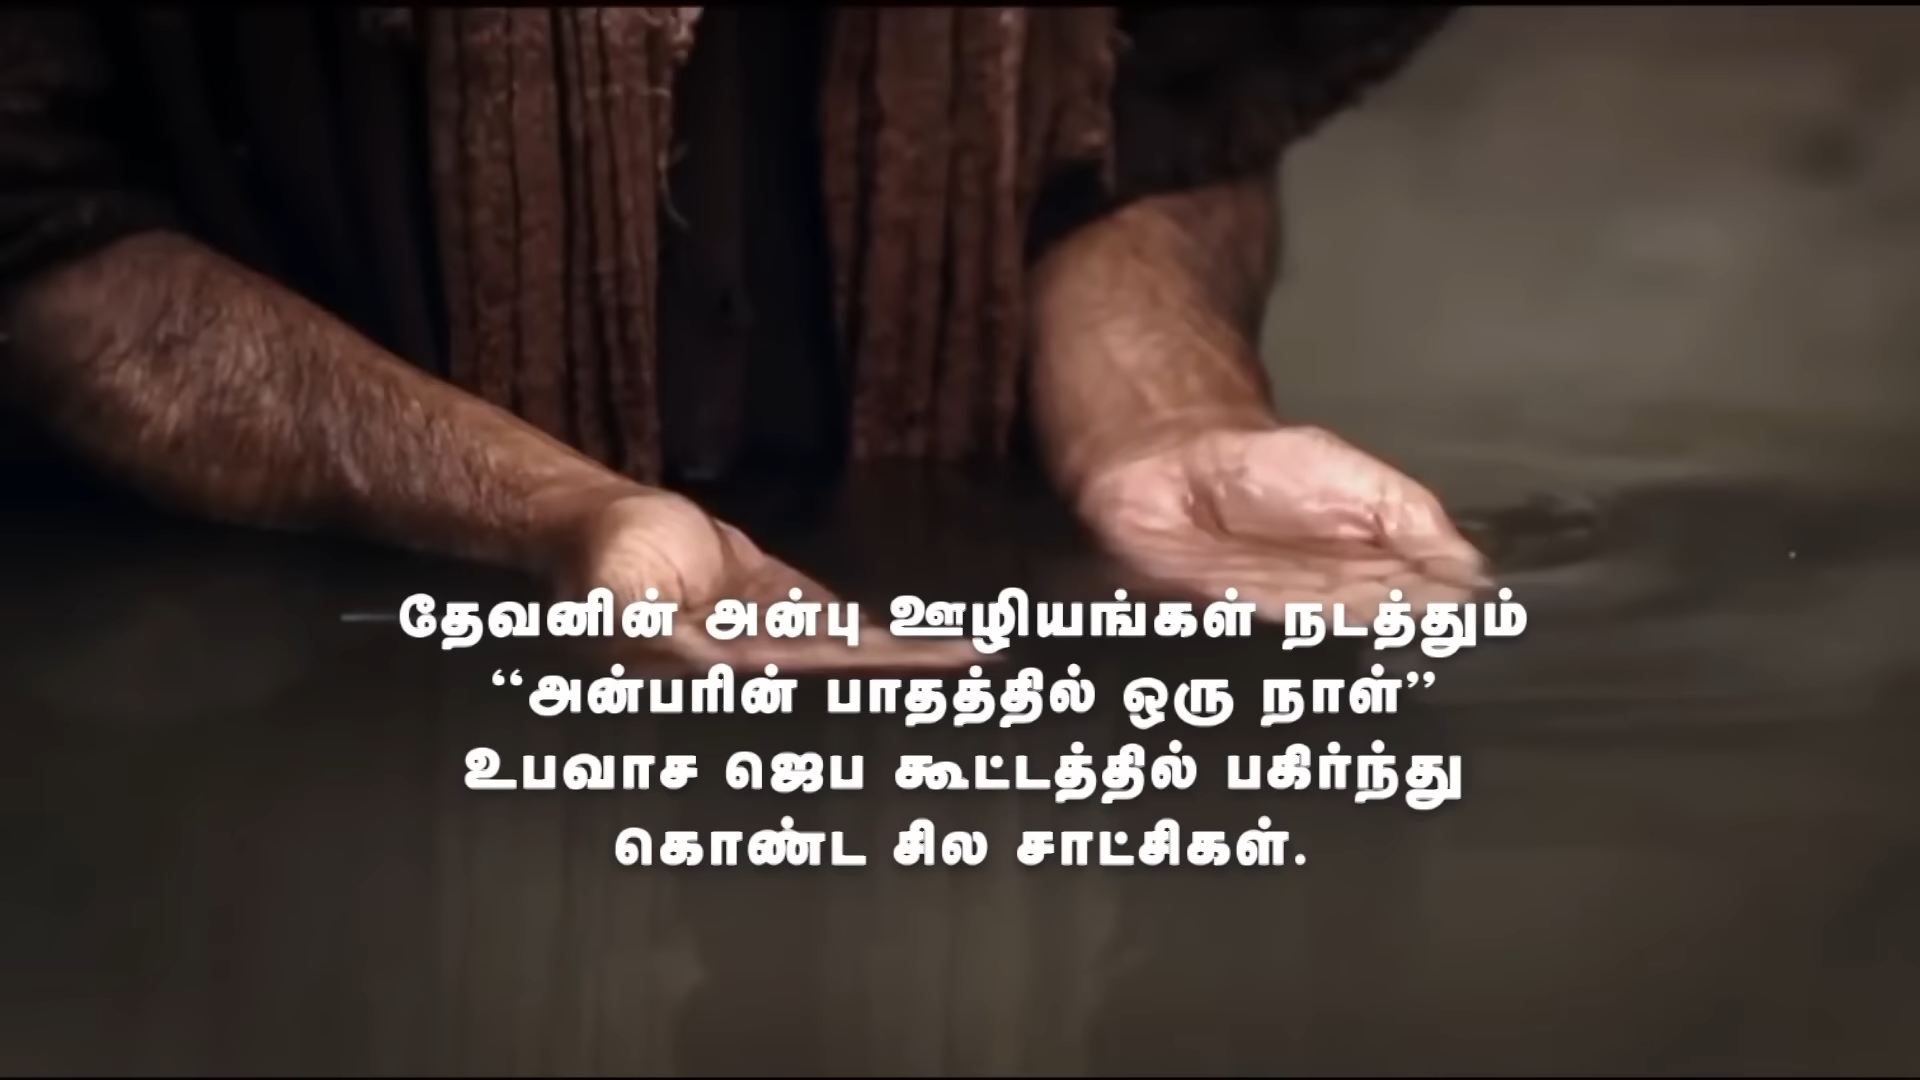 தேவனின் அன்பு ஊழியங்கள் நடத்தும்
“அன்பரின் பாதத்தில் ஒரு நாள்”
உபவாச ஜெப கூட்டத்தில் பகிர்ந்து
கொண்ட சில சாட்சிகள்.